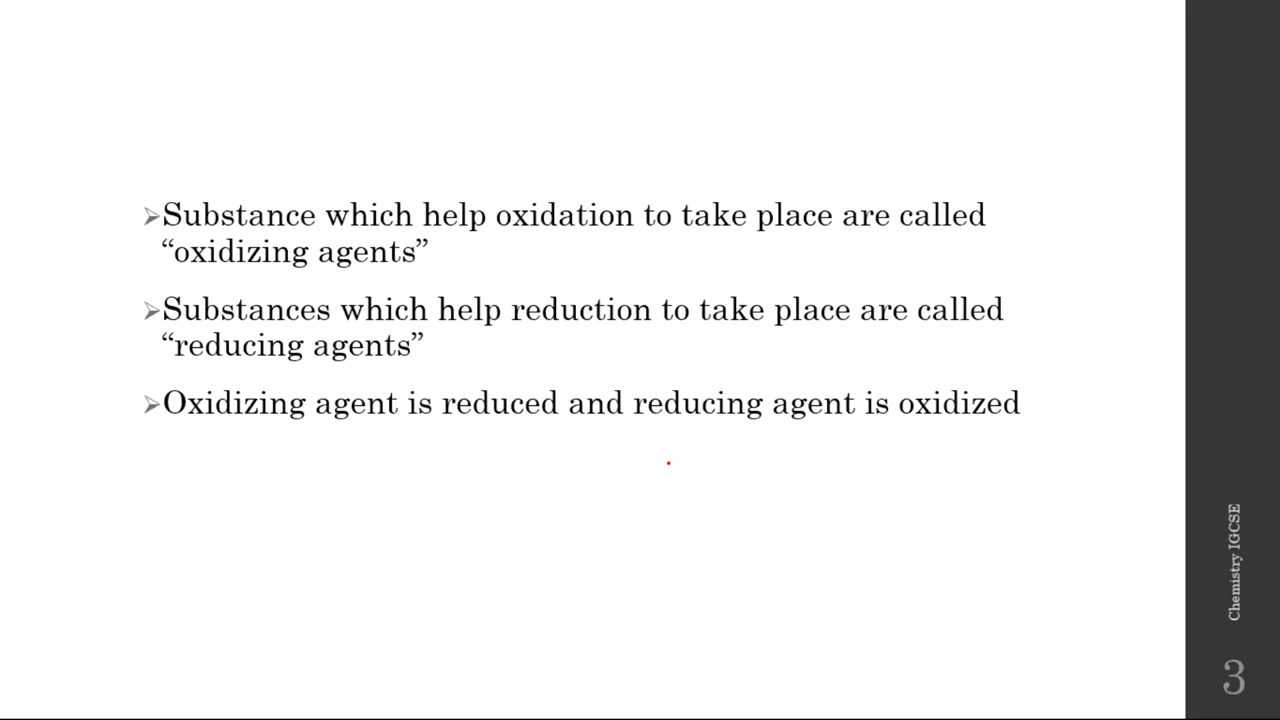 ➢Substance which help oxidation to take place are called
“oxidizing agents”
➢Substances which help reduction to take place are called
“reducing agents”
➢Oxidizing agent is reduced and reducing agent is oxidized
Chemistry IGCSE
3